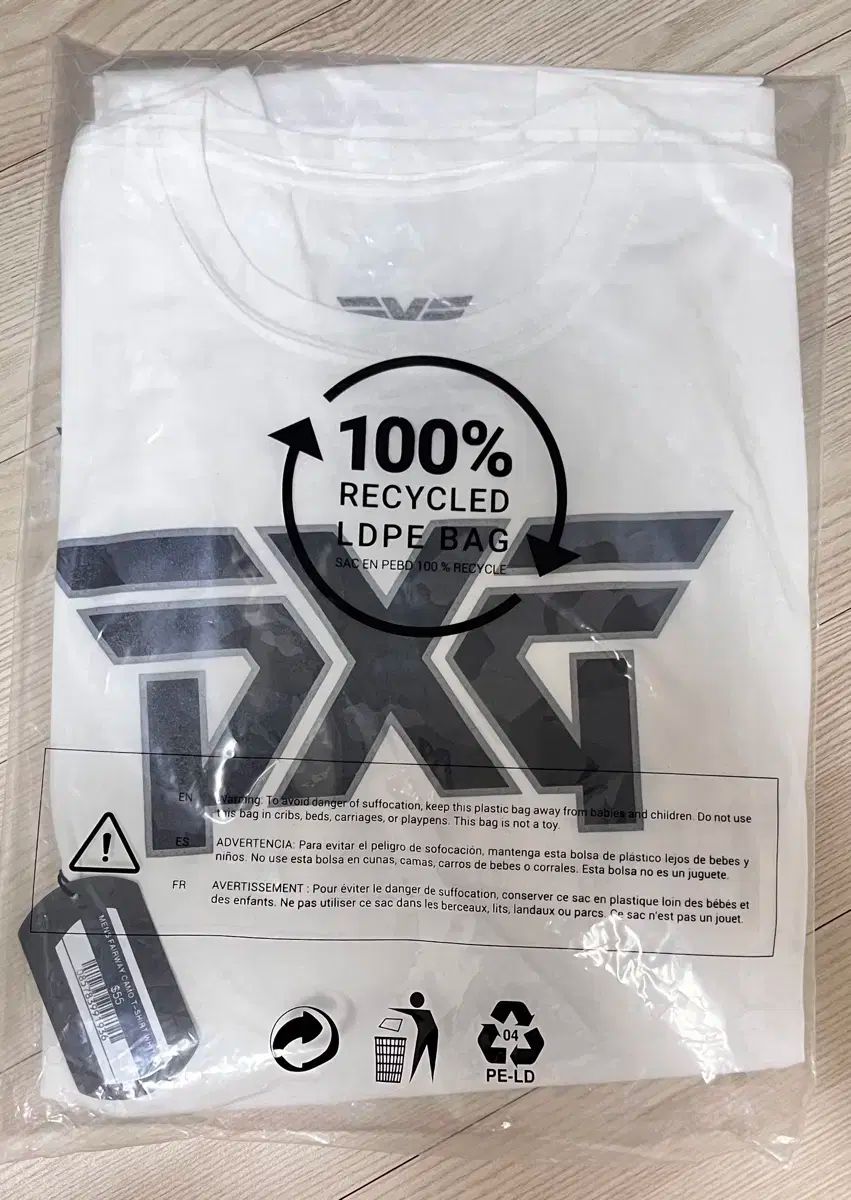 100%
RECYCLED
LDPE BAG
SAC EN PEBD 100 % RECYCLE
PXG
EN Warning: To avoid danger of suffocation, keep this plastic bag away from babies and children. Do not use
this bag in cribs, beds, carriages, or playpens. This bag is not a toy.
ES ADVERTENCIA: Para evitar el peligro de sofocación, mantenga esta bolsa de plástico lejos de bebes y
niños. No use esta bolsa en cunas, camas, carros de bebes o corrales. Esta bolsa no es un juguete.
FR AVERTISSEMENT : Pour éviter le danger de suffocation, conserver ce sac en plastique loin des bébés et
des enfants. Ne pas utiliser ce sac dans les berceaux, lits, landaux ou parcs. Ce sac n'est pas un jouet.
MEN'S FAIRWAY CAMO T-SHIRT
$55
04
PE-LD